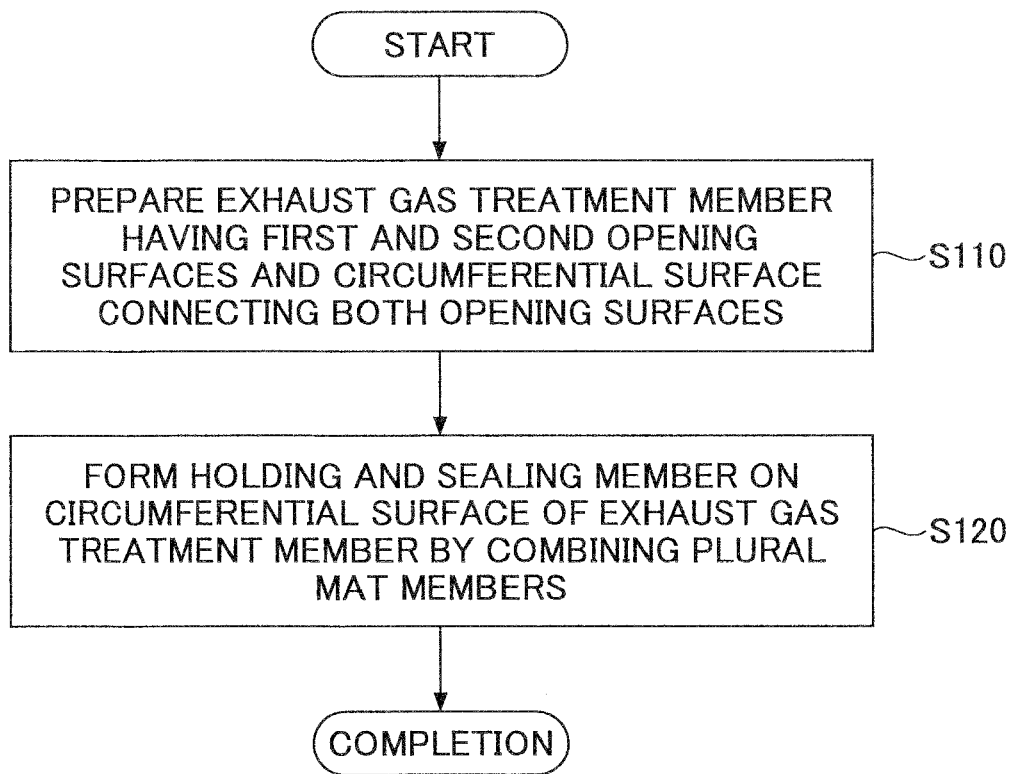 START
PREPARE EXHAUST GAS TREATMENT MEMBER
HAVING FIRST AND SECOND OPENING
SURFACES AND CIRCUMFERENTIAL SURFACE
CONNECTING BOTH OPENING SURFACES
S110
FORM HOLDING AND SEALING MEMBER ON
CIRCUMFERENTIAL SURFACE OF EXHAUST GAS
TREATMENT MEMBER BY COMBINING PLURAL
MAT MEMBERS
S120
COMPLETION